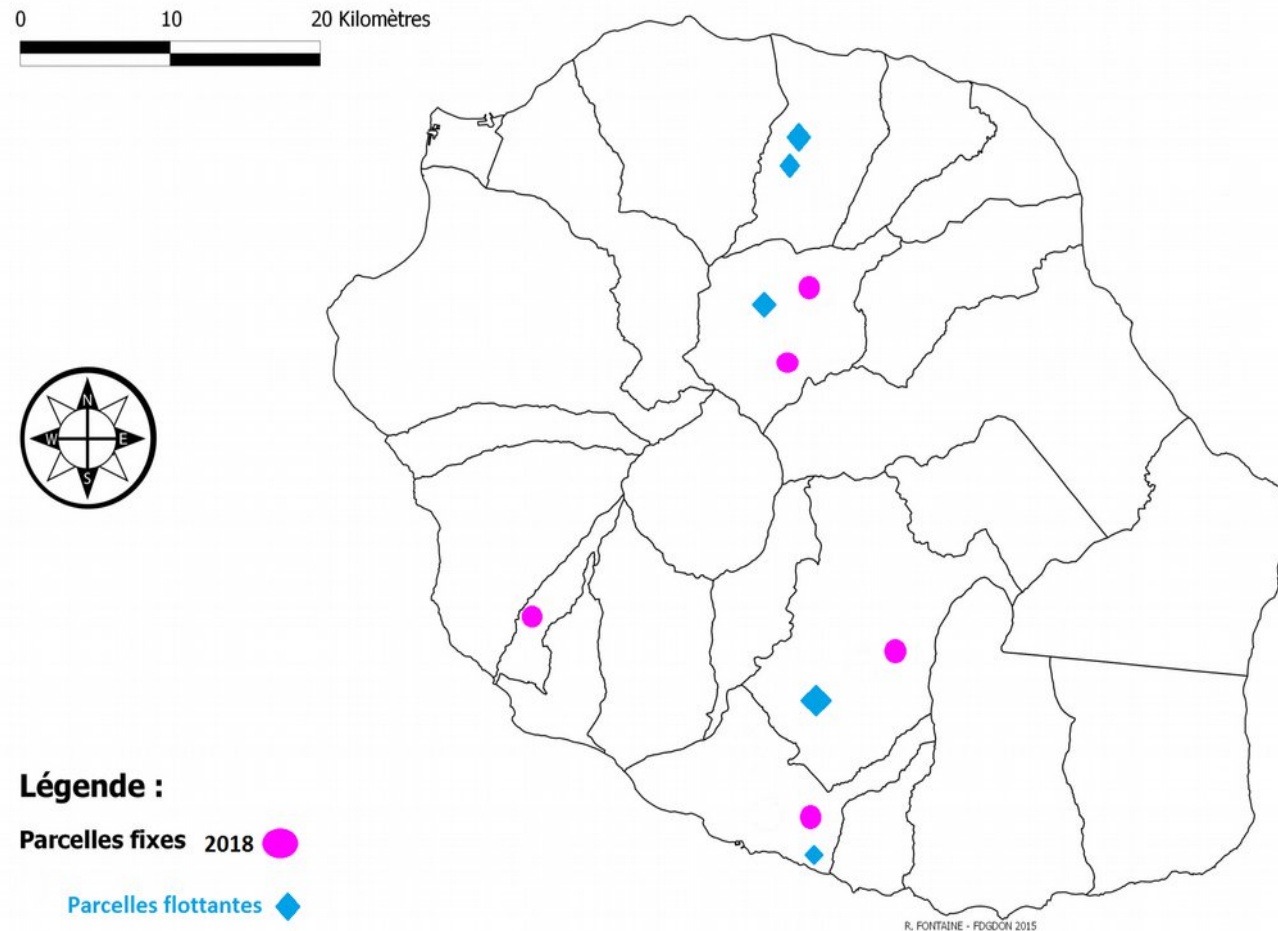 0 10 20 Kilomètres
N
W E
S
Légende :
Parcelles fixes 2018
Parcelles flottantes
R. FONTAINE - FDGDON 2015